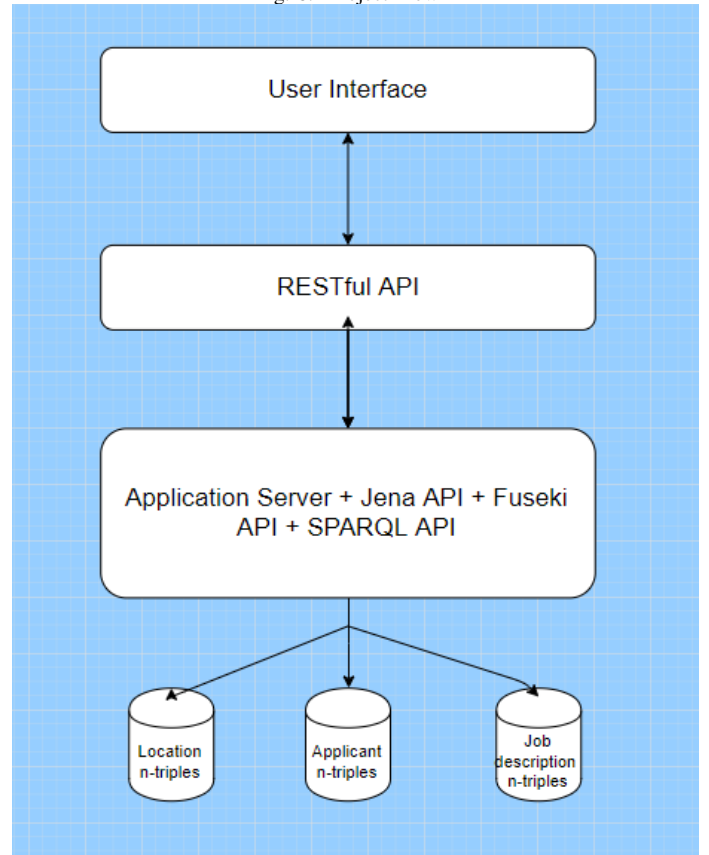 User Interface
RESTful API
Application Server + Jena API + Fuseki
API + SPARQL API
Location
n-triples
Applicant
n-triples
Job
description
n-triples